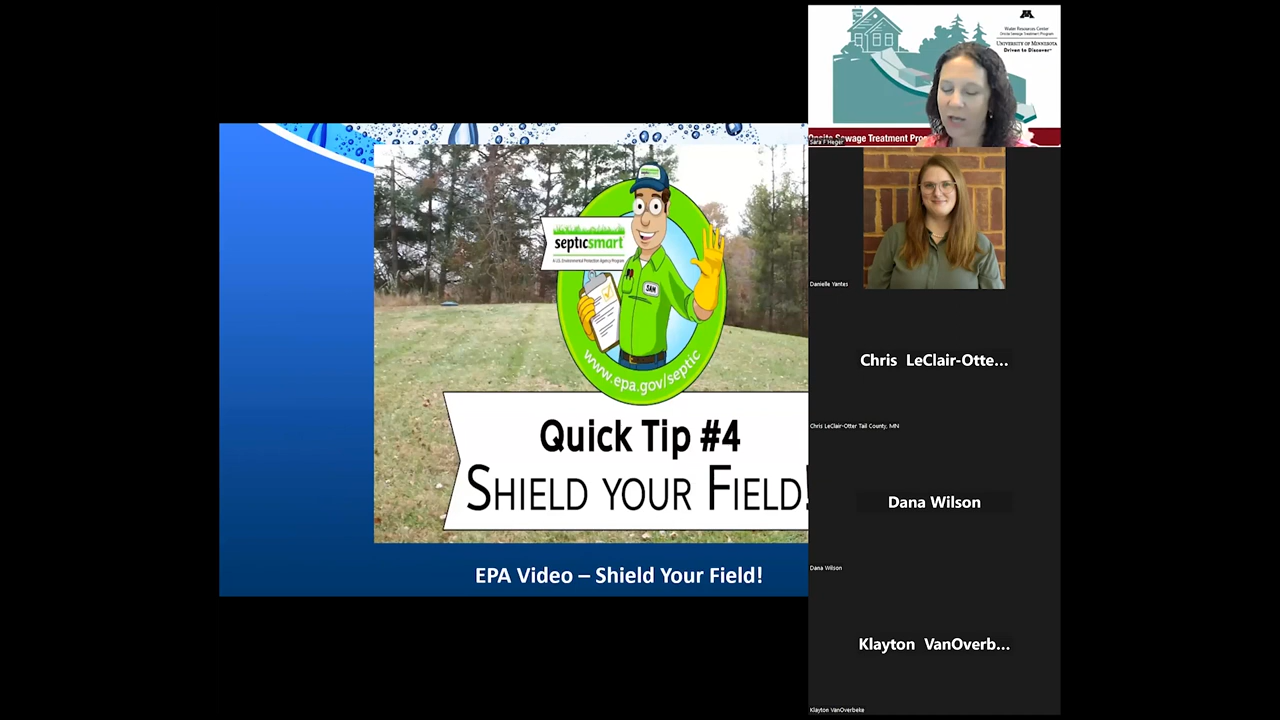 septicsmart
A U.S. Environmental Protection Agency Program
SAM
www.epa.gov/septic
Quick Tip #4
SHIELD YOUR FIELD!
EPA Video – Shield Your Field!
Water Resources Center
Onsite Sewage Treatment Program
UNIVERSITY OF MINNESOTA
Driven to Discover
Onsite Sewage Treatment Pro
Sara F Heger
Danielle Yantes
Chris LeClair-Otte...
Chris LeClair-Otter Tail County, MN
Dana Wilson
Dana Wilson
Klayton VanOverb...
Klayton VanOverbeke